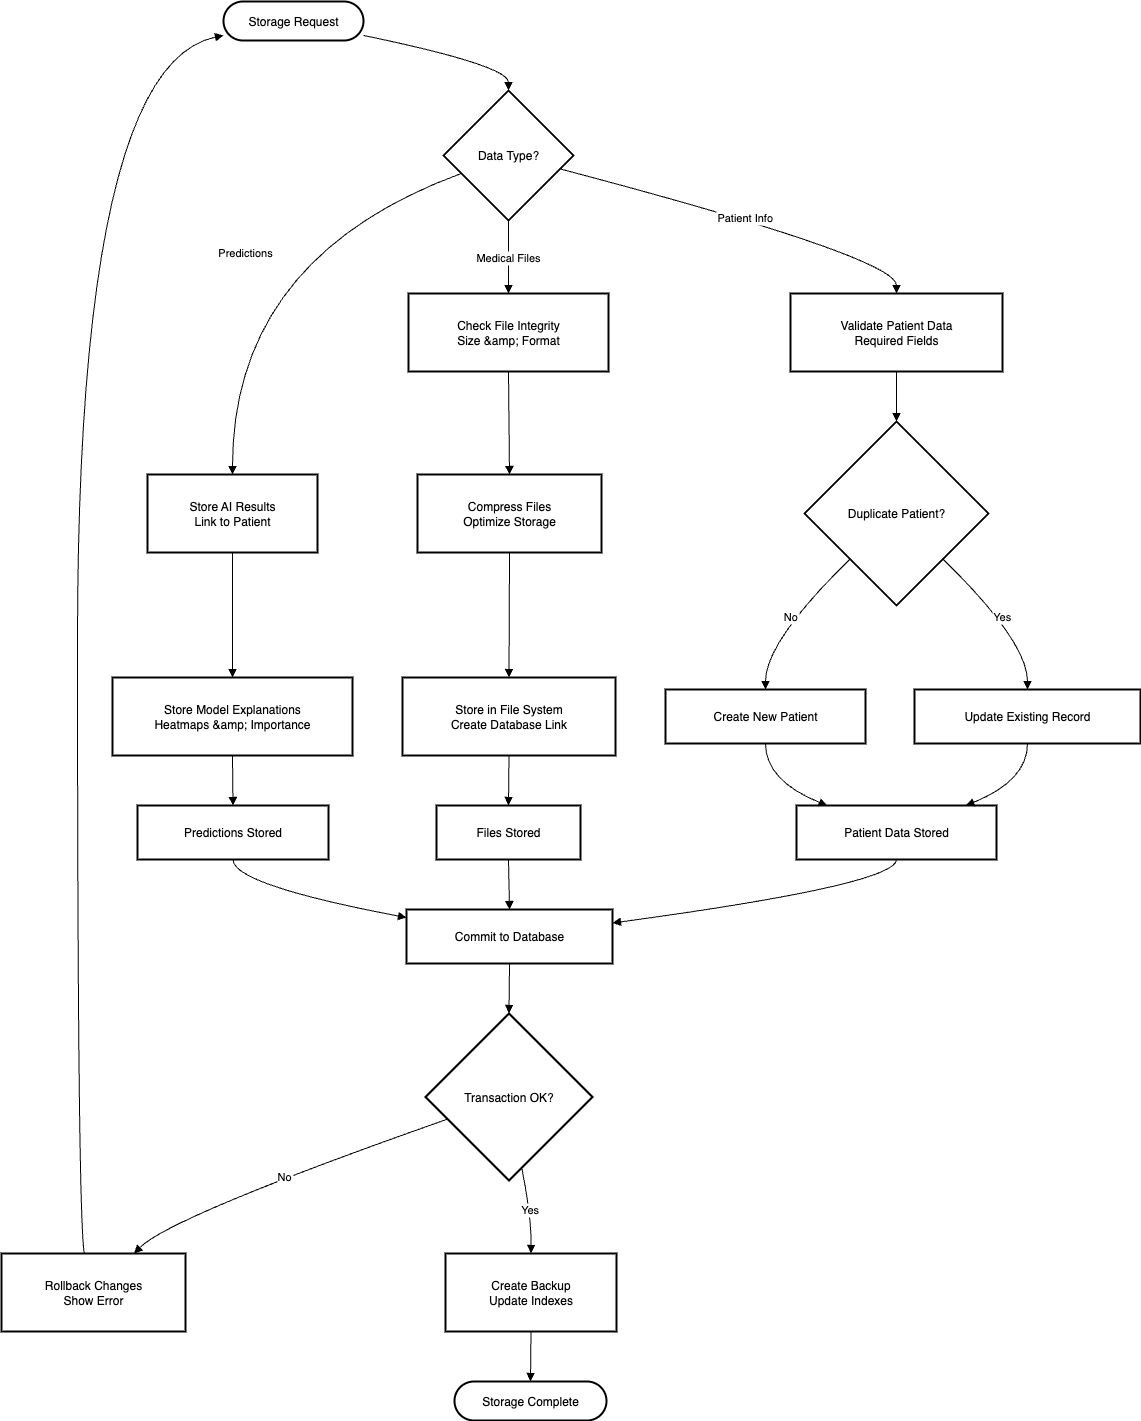 Storage Request
Data Type?
Patient Info
Predictions
Medical Files
Check File Integrity
Size &amp; Format
Validate Patient Data
Required Fields
Store AI Results
Link to Patient
Compress Files
Optimize Storage
Duplicate Patient?
No
Yes
Store Model Explanations
Heatmaps &amp; Importance
Store in File System
Create Database Link
Create New Patient
Update Existing Record
Predictions Stored
Files Stored
Patient Data Stored
Commit to Database
Transaction OK?
No
Yes
Rollback Changes
Show Error
Create Backup
Update Indexes
Storage Complete